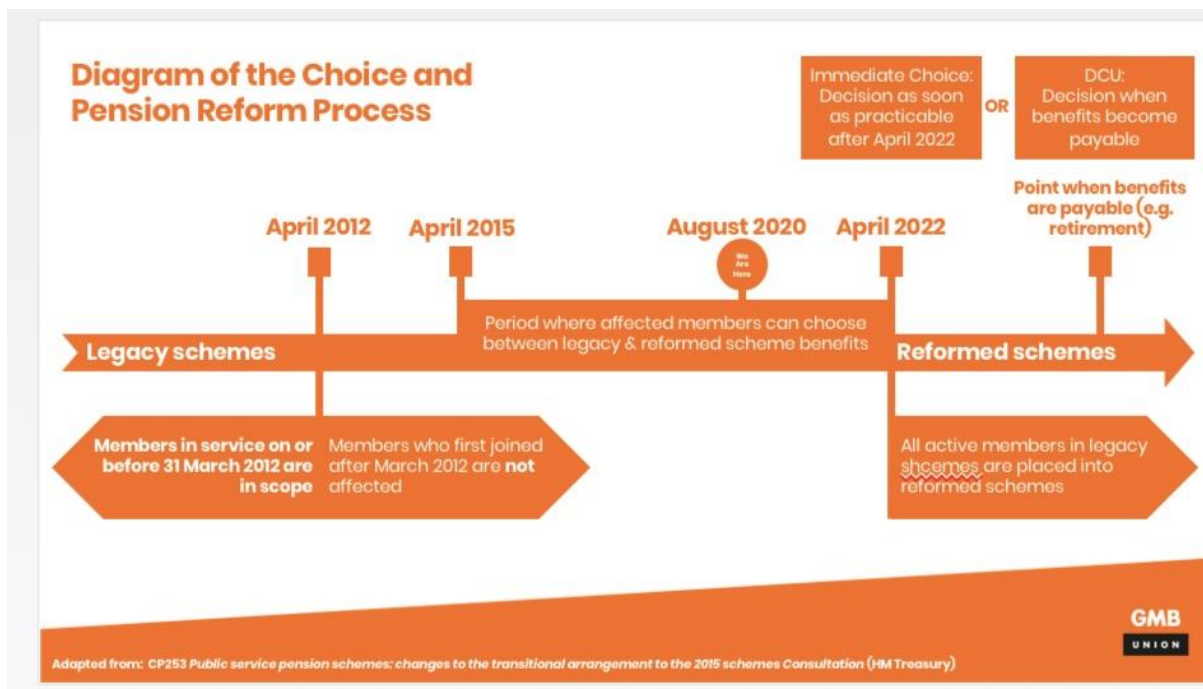 Diagram of the Choice and
Pension Reform Process
Immediate Choice:
Decision as soon
as practicable
after April 2022
OR
DCU:
Decision when
benefits become
payable
Point when benefits
are payable (e.g.
retirement)
April 2012
April 2015
August 2020
April 2022
We
Are
Here
Period where affected members can choose
between legacy & reformed scheme benefits
Legacy schemes
Reformed schemes
Members in service on or
before 31 March 2012 are
in scope
Members who first joined
after March 2012 are not
affected
All active members in legacy
shcemes are placed into
reformed schemes
GMB
UNION
Adapted from: CP253 Public service pension schemes: changes to the transitional arrangement to the 2015 schemes Consultation (HM Treasury)